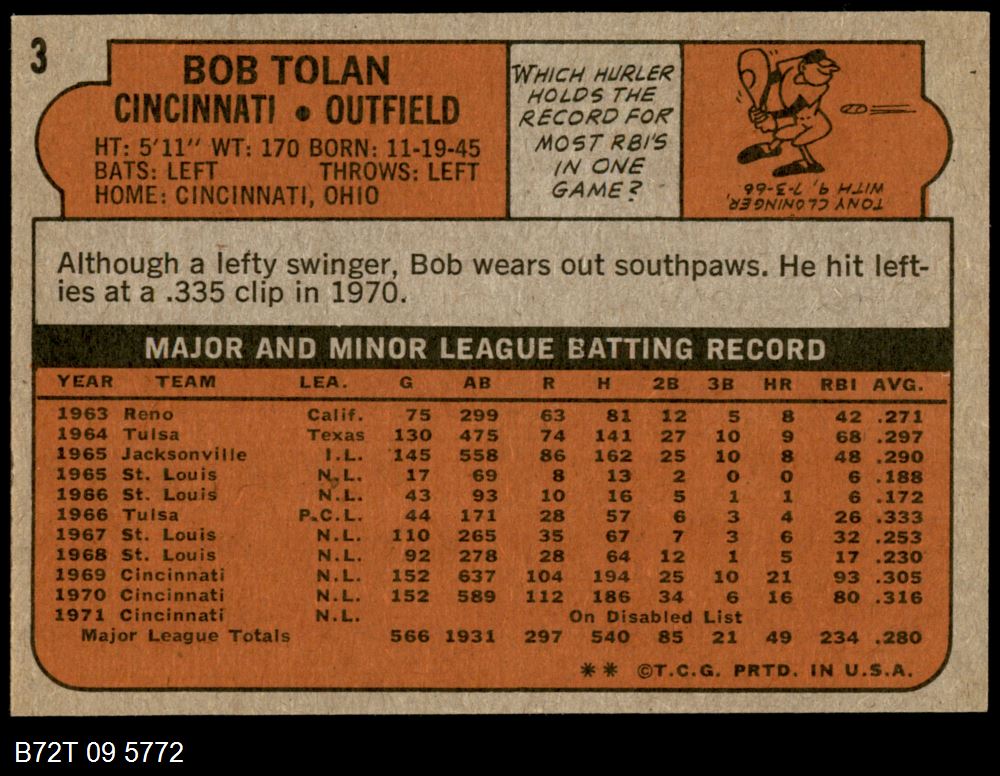 3
BOB TOLAN
CINCINNATI • OUTFIELD
HT: 5'11" WT: 170 BORN: 11-19-45
BATS: LEFT THROWS: LEFT
HOME: CINCINNATI, OHIO
WHICH HURLER
HOLDS THE
RECORD FOR
MOST RBI'S
IN ONE
GAME?
TONY CLONINGER,
WITH 9, 7-3-66
Although a lefty swinger, Bob wears out southpaws. He hit left-
ies at a .335 clip in 1970.
MAJOR AND MINOR LEAGUE BATTING RECORD
YEAR TEAM LEA. G AB R H 2B 3B HR RBI AVG.
1963 Reno Calif. 75 299 63 81 12 5 8 42 .271
1964 Tulsa Texas 130 475 74 141 27 10 9 68 .297
1965 Jacksonville I.L. 145 558 86 162 25 10 8 48 .290
1965 St. Louis N.L. 17 69 8 13 2 0 0 6 .188
1966 St. Louis N.L. 43 93 10 16 5 1 1 6 .172
1966 Tulsa P.C.L. 44 171 28 57 6 3 4 26 .333
1967 St. Louis N.L. 110 265 35 67 7 3 6 32 .253
1968 St. Louis N.L. 92 278 28 64 12 1 5 17 .230
1969 Cincinnati N.L. 152 637 104 194 25 10 21 93 .305
1970 Cincinnati N.L. 152 589 112 186 34 6 16 80 .316
1971 Cincinnati N.L. On Disabled List
Major League Totals 566 1931 297 540 85 21 49 234 .280
** ©T.C.G. PRTD. IN U.S.A.
B72T 09 5772